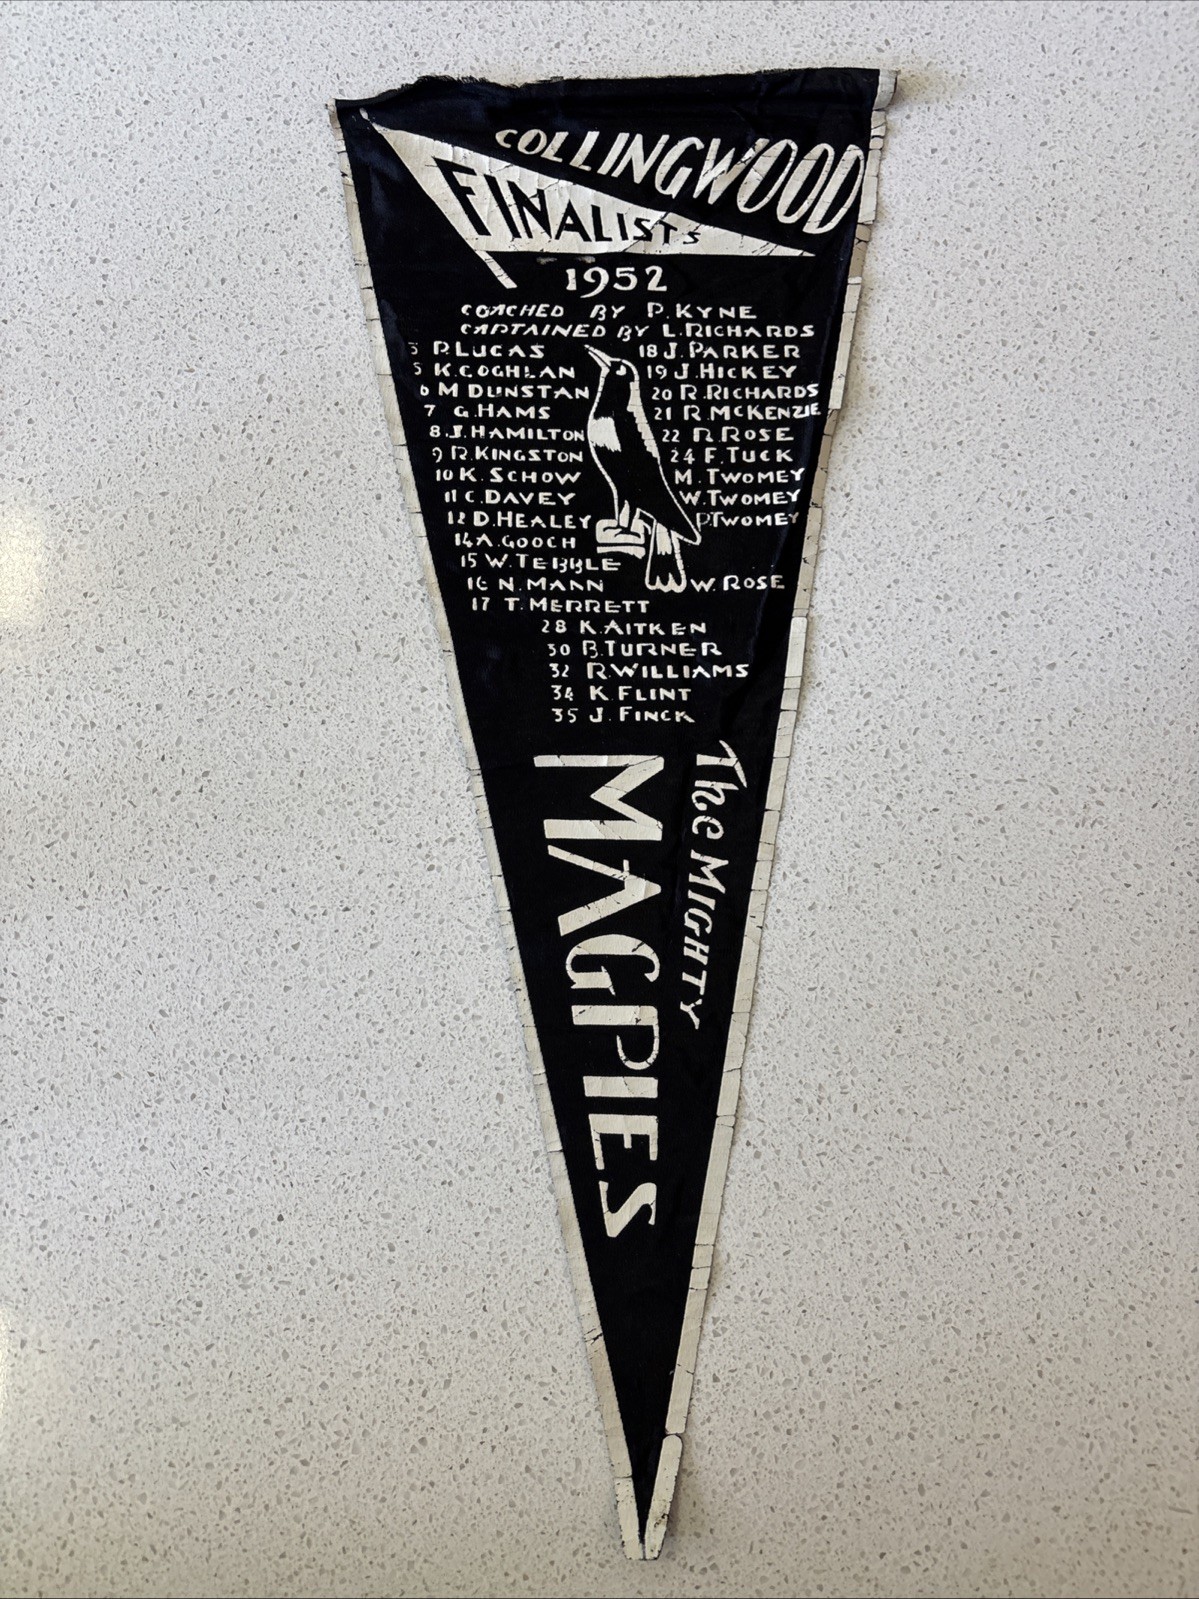 COLLINGWOOD
FINALISTS
1952
COACHED BY P. KYNE
CAPTAINED BY L. RICHARDS
3 P. LUCAS
5 K. COGHLAN
6 M DUNSTAN
7 G. HAMS
8. J. HAMILTON
9 R. KINGSTON
10 K. SCHOW
11 C. DAVEY
12 D. HEALEY
14 A. GOOCH
15 W. TEBBLE
16 N. MANN
17 T. MERRETT
18 J. PARKER
19 J. HICKEY
20 R. RICHARDS
21 R. McKENZIE
22 R. ROSE
24 F. TUCK
M. TWOMEY
W. TWOMEY
P. TWOMEY
W. ROSE
28 K. AITKEN
30 B. TURNER
32 R. WILLIAMS
34 K. FLINT
35 J. FINCK
The MIGHTY
MAGPIES